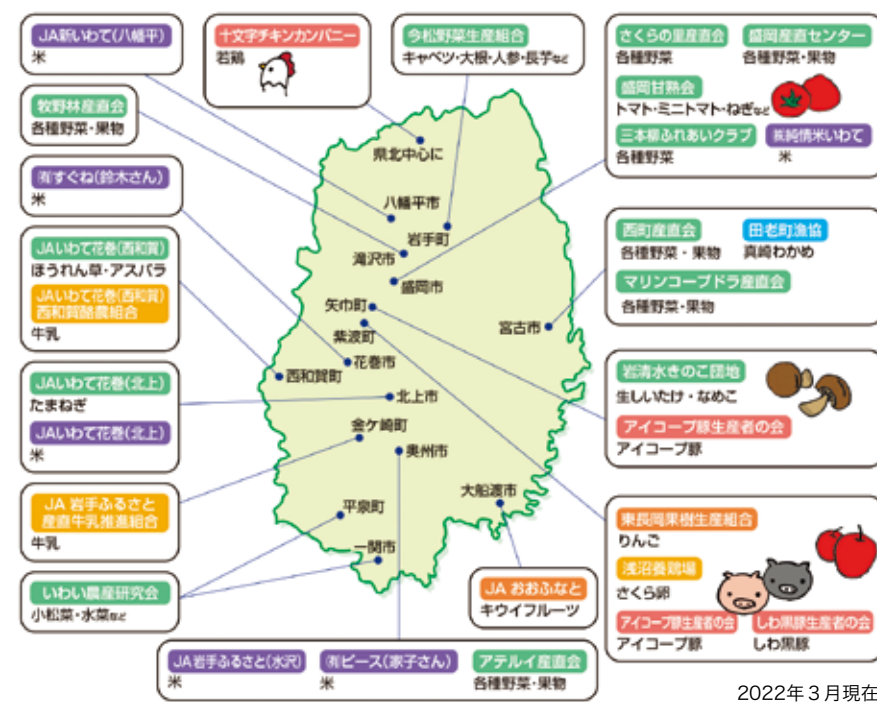 JA新いわて(八幡平)
米
十文字チキンカンパニー
若鶏
今松野菜生産組合
キャベツ・大根・人参・長芋など
さくらの里産直会
各種野菜
盛岡産直センター
各種野菜・果物
盛岡甘熟会
トマト・ミニトマト・ねぎなど
三本柳ふれあいクラブ
各種野菜
㈱純情米いわて
米
牧野林産直会
各種野菜・果物
㈲すぐね(鈴木さん)
米
JAいわて花巻(西和賀)
ほうれん草・アスパラ
JAいわて花巻(西和賀)
西和賀酪農組合
牛乳
JAいわて花巻(北上)
たまねぎ
JAいわて花巻(北上)
米
JA 岩手ふるさと
産直牛乳推進組合
牛乳
いわい農産研究会
小松菜・水菜など
県北中心に
八幡平市
岩手町
滝沢市
盛岡市
矢巾町
紫波町
宮古市
花巻市
西和賀町
北上市
金ケ崎町
奥州市
大船渡市
平泉町
一関市
西町産直会
各種野菜・果物
田老町漁協
真崎わかめ
マリンコープドラ産直会
各種野菜・果物
岩清水きのこ団地
生しいたけ・なめこ
アイコープ豚生産者の会
アイコープ豚
東長岡果樹生産組合
りんご
浅沼養鶏場
さくら卵
アイコープ豚生産者の会
アイコープ豚
しわ黒豚生産者の会
しわ黒豚
JA おおふなと
キウイフルーツ
JA岩手ふるさと(水沢)
米
㈲ピース(家子さん)
米
アテルイ産直会
各種野菜・果物
2022年３月現在